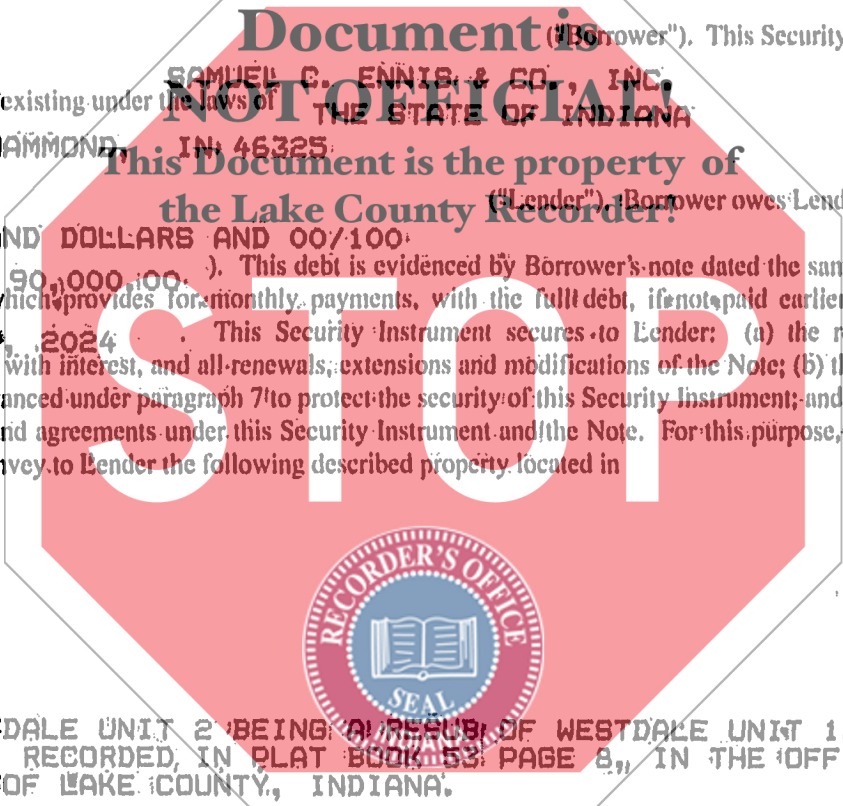 Document is
("Borrower"). This Security
SAMUEL C. ENNIS & CO., INC.
NOT OFFICIAL!
existing under the laws of THE STATE OF INDIANA
AMMOND, IN 46325
This Document is the property of
the Lake County Recorder!
("Lender"). Borrower owes Lend
ND DOLLARS AND 00/100
90,000.00. ). This debt is evidenced by Borrower's note dated the sam
hich provides for monthly payments, with the full debt, if not paid earlier
, 2024 . This Security Instrument secures to Lender: (a) the r
with interest, and all renewals, extensions and modifications of the Note; (b) th
anced under paragraph 7 to protect the security of this Security Instrument; and
nd agreements under this Security Instrument and the Note. For this purpose,
vey to Lender the following described property located in
STOP
RECORDER'S OFFICE
SEAL
INDIANA
DALE UNIT 2 BEING A RESUB OF WESTDALE UNIT 1
RECORDED IN PLAT BOOK PAGE 8, IN THE OFF
OF LAKE COUNTY, INDIANA.